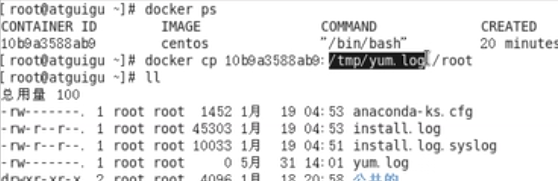 [root@atguigu ~]# docker ps
CONTAINER ID IMAGE COMMAND CREATED
10b9a3588ab9 centos "/bin/bash" 20 minutes
[root@atguigu ~]# docker cp 10b9a3588ab9:/tmp/yum.log /root
[root@atguigu ~]# ll
总用量 100
-rw-------. 1 root root 1452 1月 19 04:53 anaconda-ks.cfg
-rw-r--r--. 1 root root 45303 1月 19 04:53 install.log
-rw-r--r--. 1 root root 10033 1月 19 04:51 install.log.syslog
-rw-r--r-- 1 root root 0 5月 31 14:01 yum.log
drwxr-xr-x. 2 root root 4096 1月 18 20:58 公共的